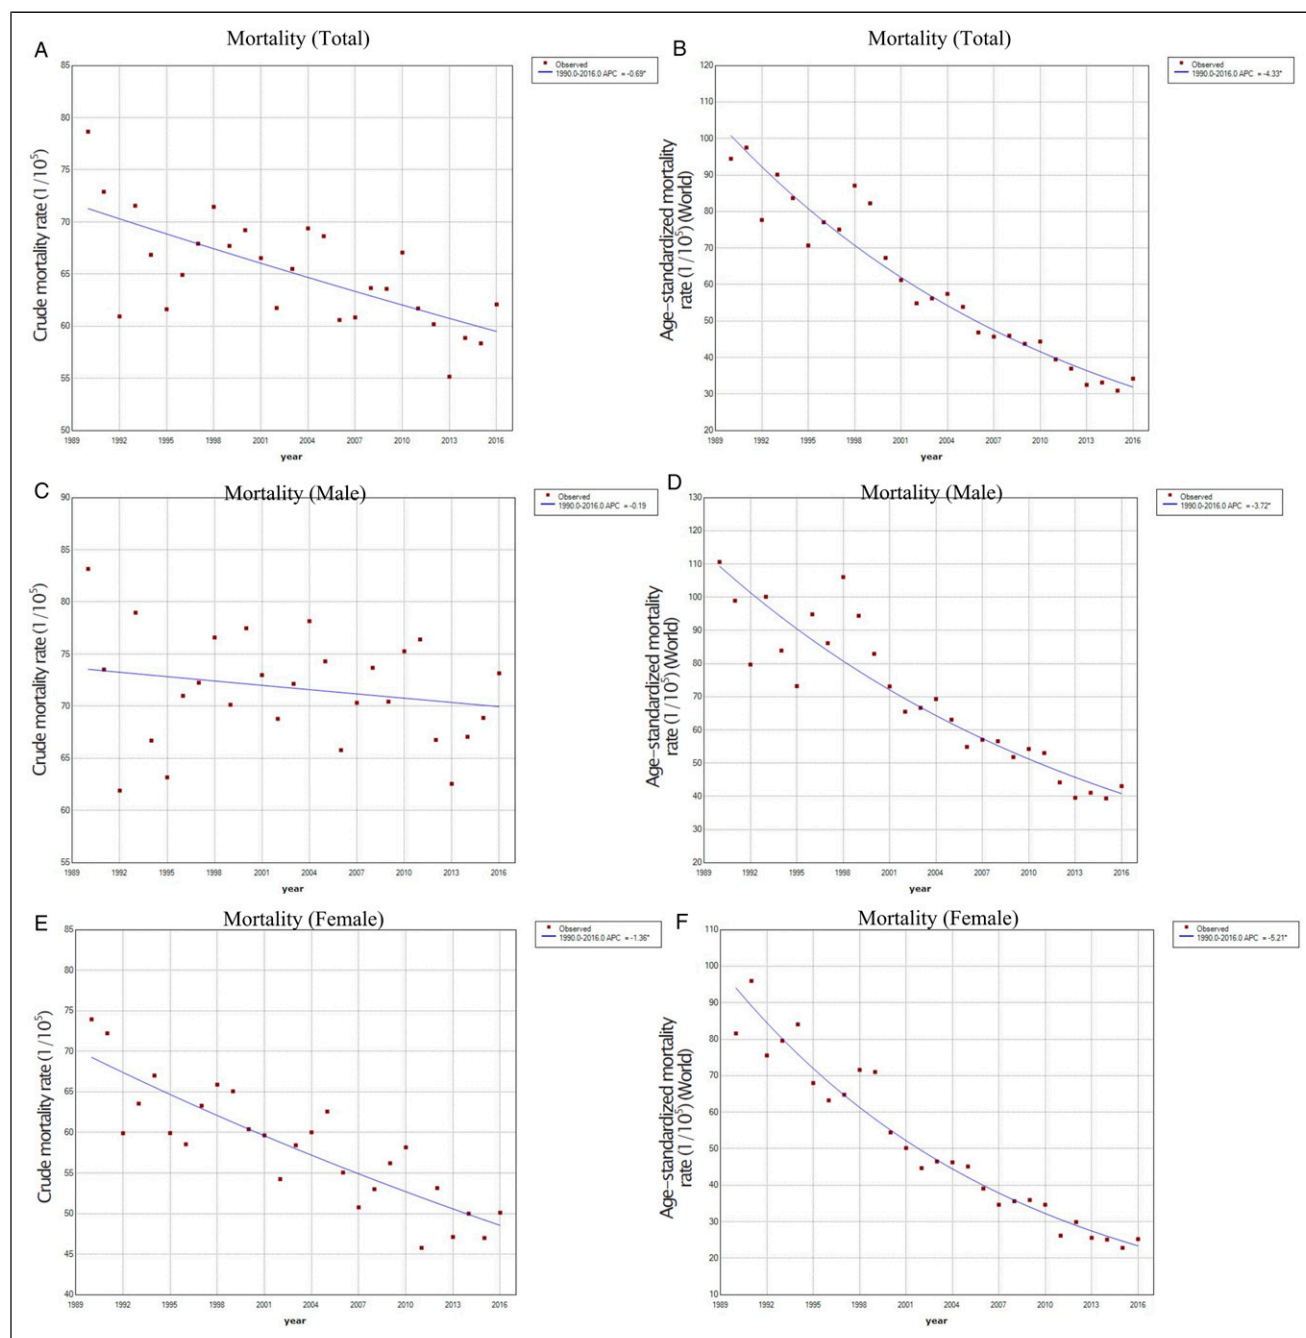 A
Mortality (Total)
Observed
1990.0-2016.0 APC = -0.69*
Crude mortality rate (1/10⁵)
85
80
75
70
65
60
55
50
1989 1992 1995 1998 2001 2004 2007 2010 2013 2016
year
B
Mortality (Total)
Observed
1990.0-2016.0 APC = -4.33*
Age-standardized mortality
rate (1/10⁵) (World)
120
110
100
90
80
70
60
50
40
30
20
1989 1992 1995 1998 2001 2004 2007 2010 2013 2016
year
C
Mortality (Male)
Observed
1990.0-2016.0 APC = -0.19
Crude mortality rate (1/10⁵)
90
85
80
75
70
65
60
55
1989 1992 1995 1998 2001 2004 2007 2010 2013 2016
year
D
Mortality (Male)
Observed
1990.0-2016.0 APC = -3.72*
Age-standardized mortality
rate (1/10⁵) (World)
130
120
110
100
90
80
70
60
50
40
30
20
1989 1992 1995 1998 2001 2004 2007 2010 2013 2016
year
E
Mortality (Female)
Observed
1990.0-2016.0 APC = -1.36*
Crude mortality rate (1/10⁵)
85
80
75
70
65
60
55
50
45
40
1989 1992 1995 1998 2001 2004 2007 2010 2013 2016
year
F
Mortality (Female)
Observed
1990.0-2016.0 APC = -5.21*
Age-standardized mortality
rate (1/10⁵) (World)
110
100
90
80
70
60
50
40
30
20
10
1989 1992 1995 1998 2001 2004 2007 2010 2013 2016
year